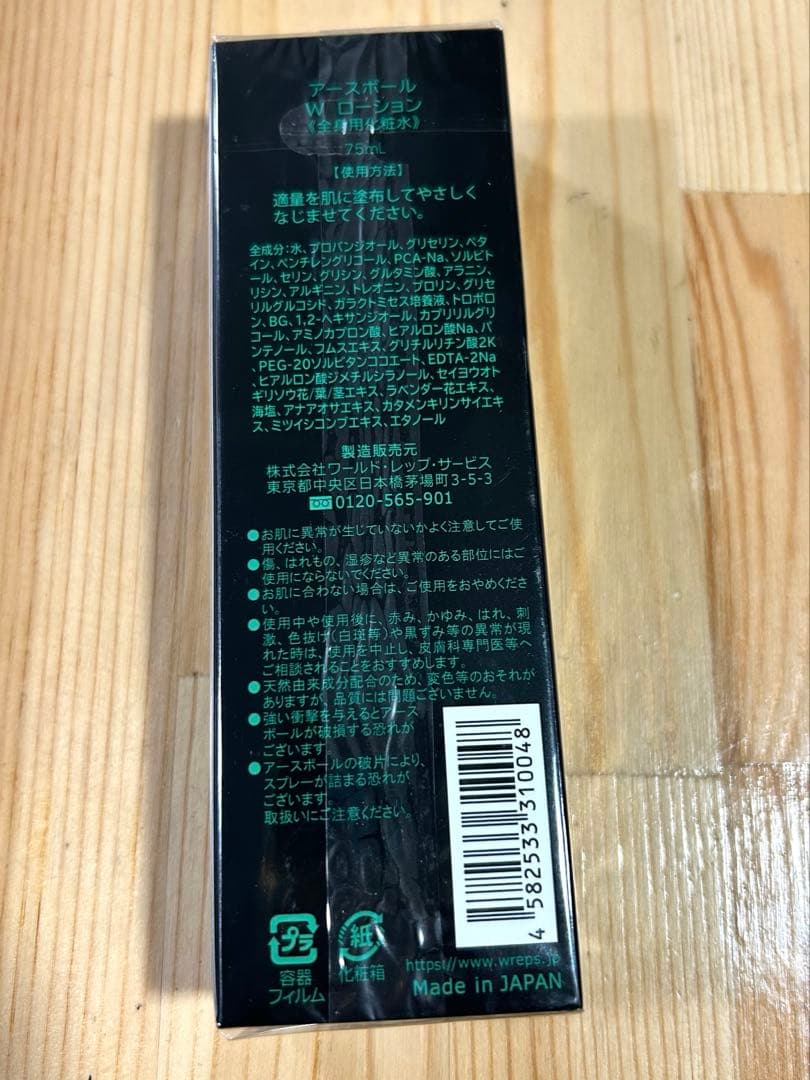 アースボール
W ローション
《全身用化粧水》
75mL
【使用方法】
適量を肌に塗布してやさしく
なじませてください。
全成分:水、プロパンジオール、グリセリン、ベタ
イン、ペンチレングリコール、PCA-Na、ソルビト
ール、セリン、グリシン、グルタミン酸、アラニン、
リシン、アルギニン、トレオニン、プロリン、グリセ
リルグルコシド、ガラクトミセス培養液、トロポロ
ン、BG、1,2-ヘキサンジオール、カプリリルグリ
コール、アミノカプロン酸、ヒアルロン酸Na、パ
ンテノール、フムスエキス、グリチルリチン酸2K
、PEG-20ソルビタンココエート、EDTA-2Na
、ヒアルロン酸ジメチルシラノール、セイヨウオト
ギリソウ花/葉/茎エキス、ラベンダー花エキス、
海塩、アナアオサエキス、カタメンキリンサイエキ
ス、ミツイシコンブエキス、エタノール
製造販売元
株式会社ワールド・レップ・サービス
東京都中央区日本橋茅場町3-5-3
0120-565-901
●お肌に異常が生じていないかよく注意してご使
用ください。
●傷、はれもの、湿疹など異常のある部位にはご
使用にならないでください。
●お肌に合わない場合は、ご使用をおやめくださ
い。
●使用中や使用後に、赤み、かゆみ、はれ、刺
激、色抜け(白斑等)や黒ずみ等の異常が現
れた時は、使用を中止し、皮膚科専門医等へ
ご相談されることをおすすめします。
●天然由来成分配合のため、変色等のおそれが
ありますが、品質には問題ございません。
●強い衝撃を与えるとアース
ボールが破損する恐れが
ございます。
●アースボールの破片により、
スプレーが詰まる恐れが
ございます。
取扱いにご注意ください。
4 582533 310048
プラ
容器
フィルム
紙
化粧箱
https://www.wreps.jp
Made in JAPAN